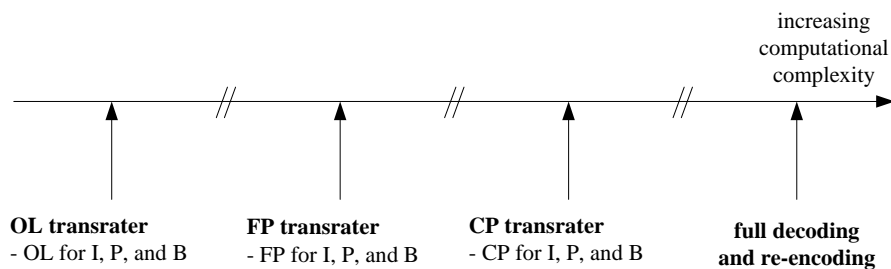 increasing
computational
complexity
OL transrater
- OL for I, P, and B
FP transrater
- FP for I, P, and B
CP transrater
- CP for I, P, and B
full decoding
and re-encoding